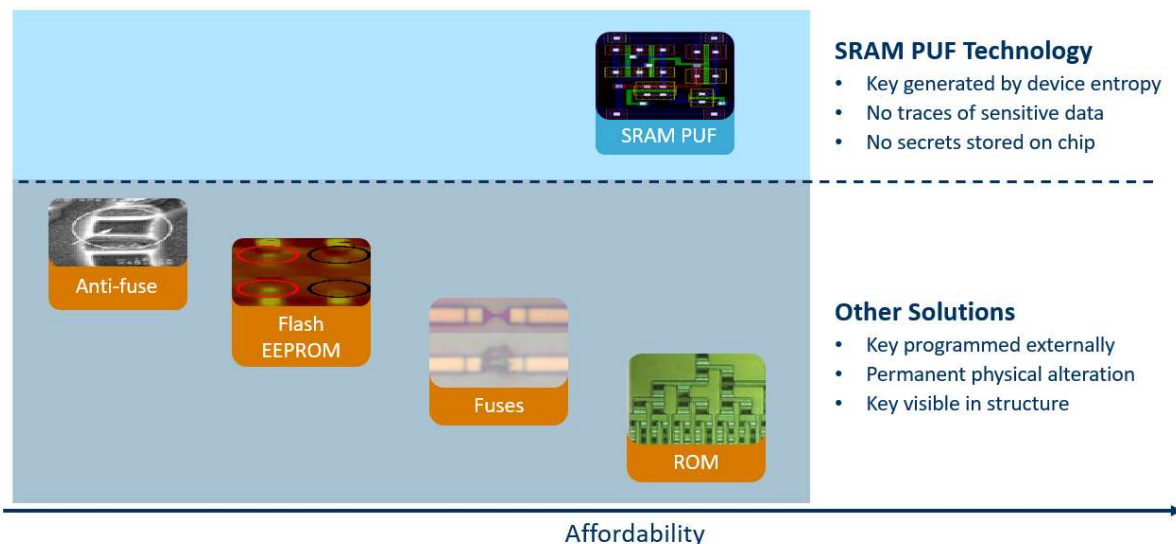 SRAM PUF
SRAM PUF Technology
• Key generated by device entropy
• No traces of sensitive data
• No secrets stored on chip
Anti-fuse
Flash
EEPROM
Fuses
ROM
Other Solutions
• Key programmed externally
• Permanent physical alteration
• Key visible in structure
Affordability